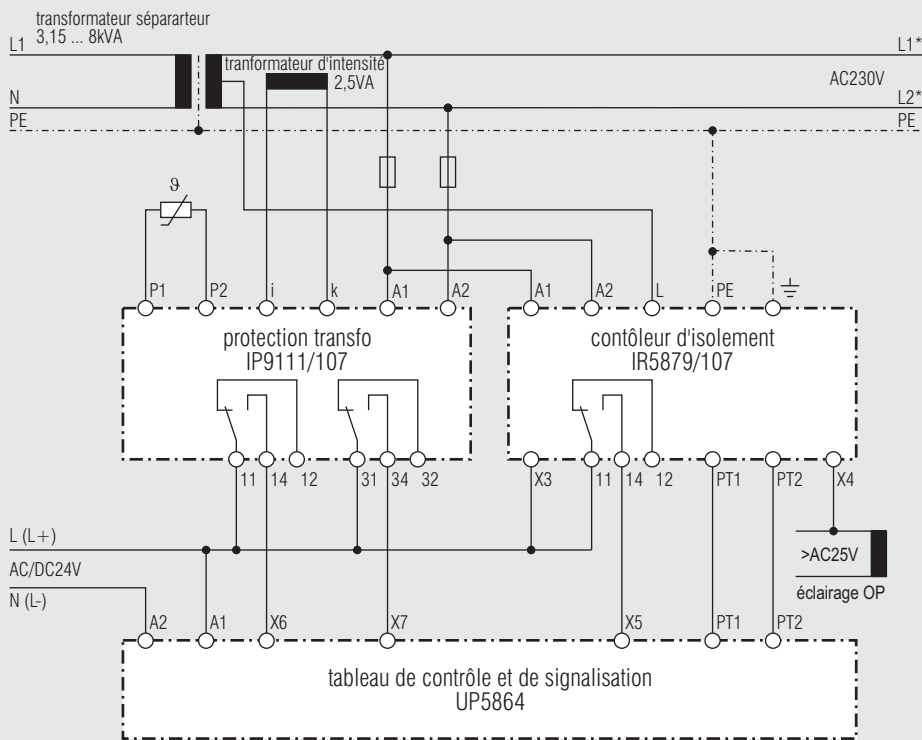 transformateur sépararteur
3,15 ... 8kVA
L1
L1*
tranformateur d'intensité
2,5VA
AC230V
N
L2*
PE
PE
ϑ
P1 P2 i k A1 A2 A1 A2 L PE
protection transfo
IP9111/107
contôleur d'isolement
IR5879/107
11 14 12 31 34 32 X3 11 14 12 PT1 PT2 X4
L (L+)
AC/DC24V
N (L-)
>AC25V
éclairage OP
A2 A1 X6 X7 X5 PT1 PT2
tableau de contrôle et de signalisation
UP5864